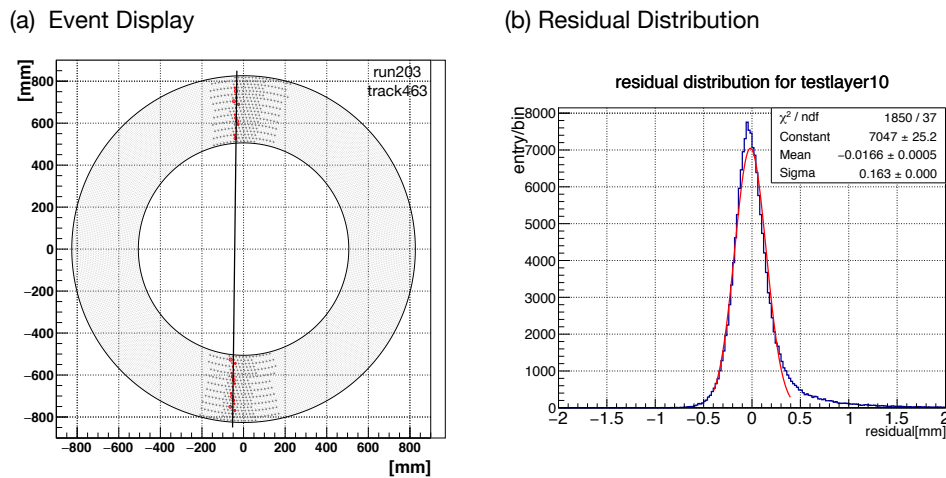 (a) Event Display
(b) Residual Distribution
[mm]
800
600
400
200
0
−200
−400
−600
−800
run203
track463
−800 −600 −400 −200 0 200 400 600 800
[mm]
residual distribution for testlayer10
entry/bin
8000
7000
6000
5000
4000
3000
2000
1000
0
χ² / ndf 1850 / 37
Constant 7047 ± 25.2
Mean −0.0166 ± 0.0005
Sigma 0.163 ± 0.000
−2 −1.5 −1 −0.5 0 0.5 1 1.5 2
residual[mm]